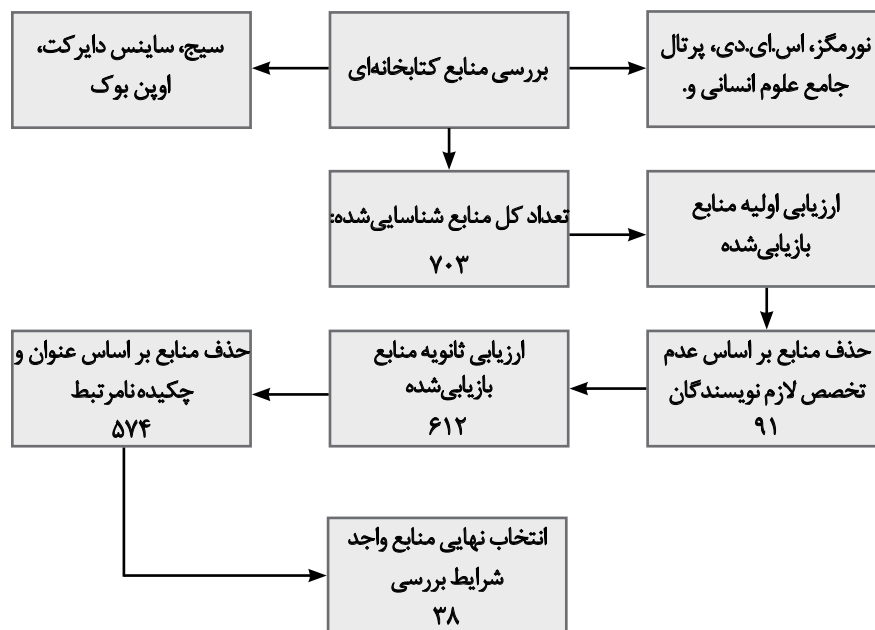 بررسی منابع کتابخانه‌ای
نورمگز، اس.ای.دی، پرتال
جامع علوم انسانی و.
سیج، ساینس دایرکت،
اوپن بوک
تعداد کل منابع شناسایی‌شده:
۷۰۳
ارزیابی اولیه منابع
بازیابی‌شده
حذف منابع بر اساس عدم
تخصص لازم نویسندگان
۹۱
ارزیابی ثانویه منابع
بازیابی‌شده
۶۱۲
حذف منابع بر اساس عنوان و
چکیده‌نامرتبط
۵۷۴
انتخاب نهایی منابع واجد
شرایط بررسی
۳۸